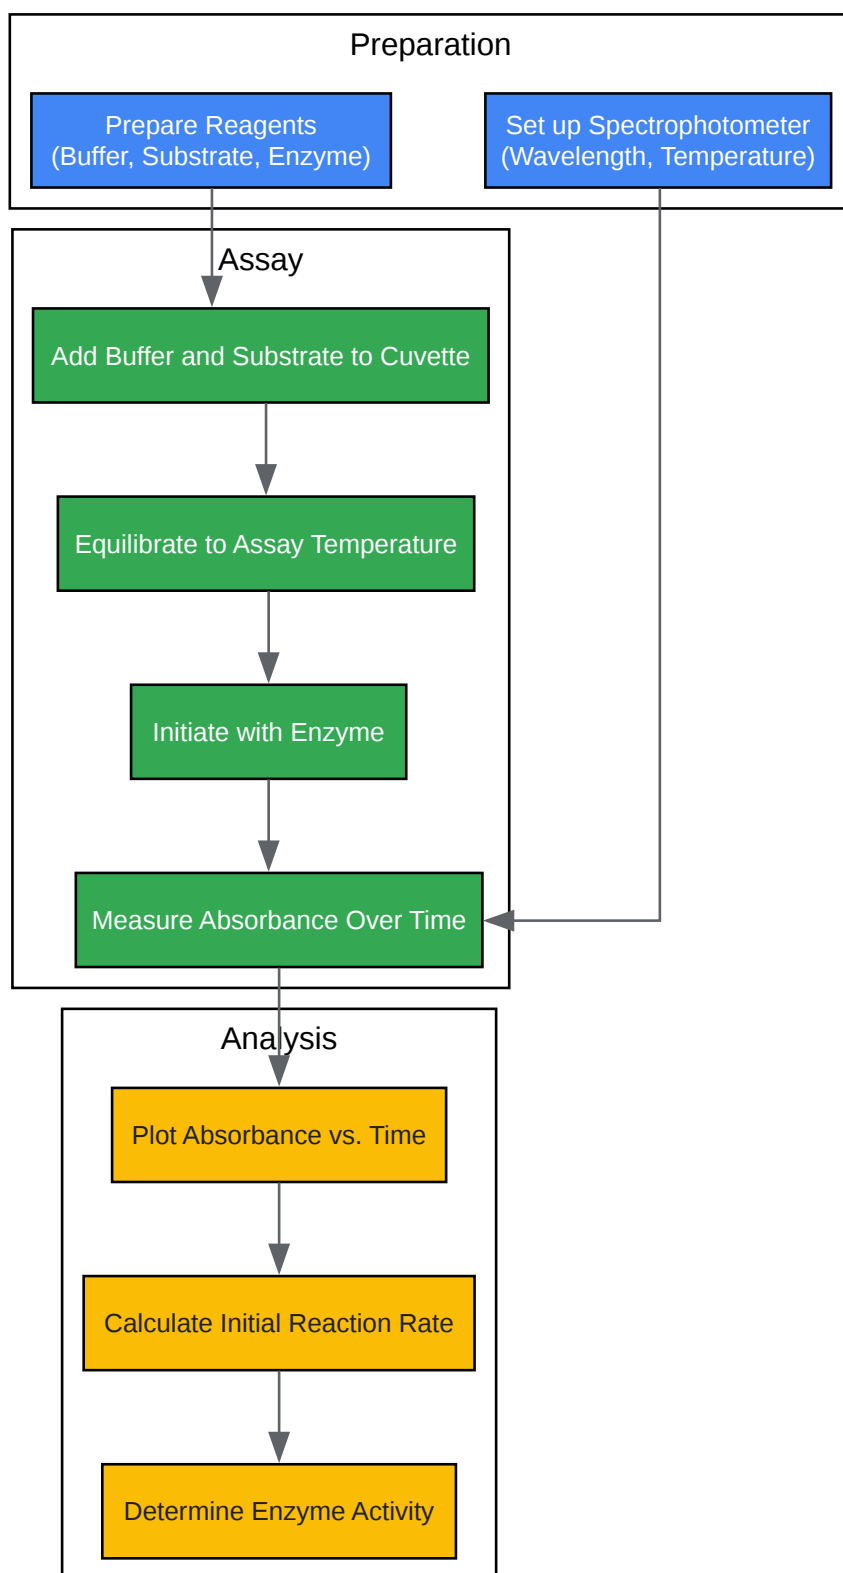 Preparation
Prepare Reagents
(Buffer, Substrate, Enzyme)
Set up Spectrophotometer
(Wavelength, Temperature)
Assay
Add Buffer and Substrate to Cuvette
Equilibrate to Assay Temperature
Initiate with Enzyme
Measure Absorbance Over Time
Analysis
Plot Absorbance vs. Time
Calculate Initial Reaction Rate
Determine Enzyme Activity